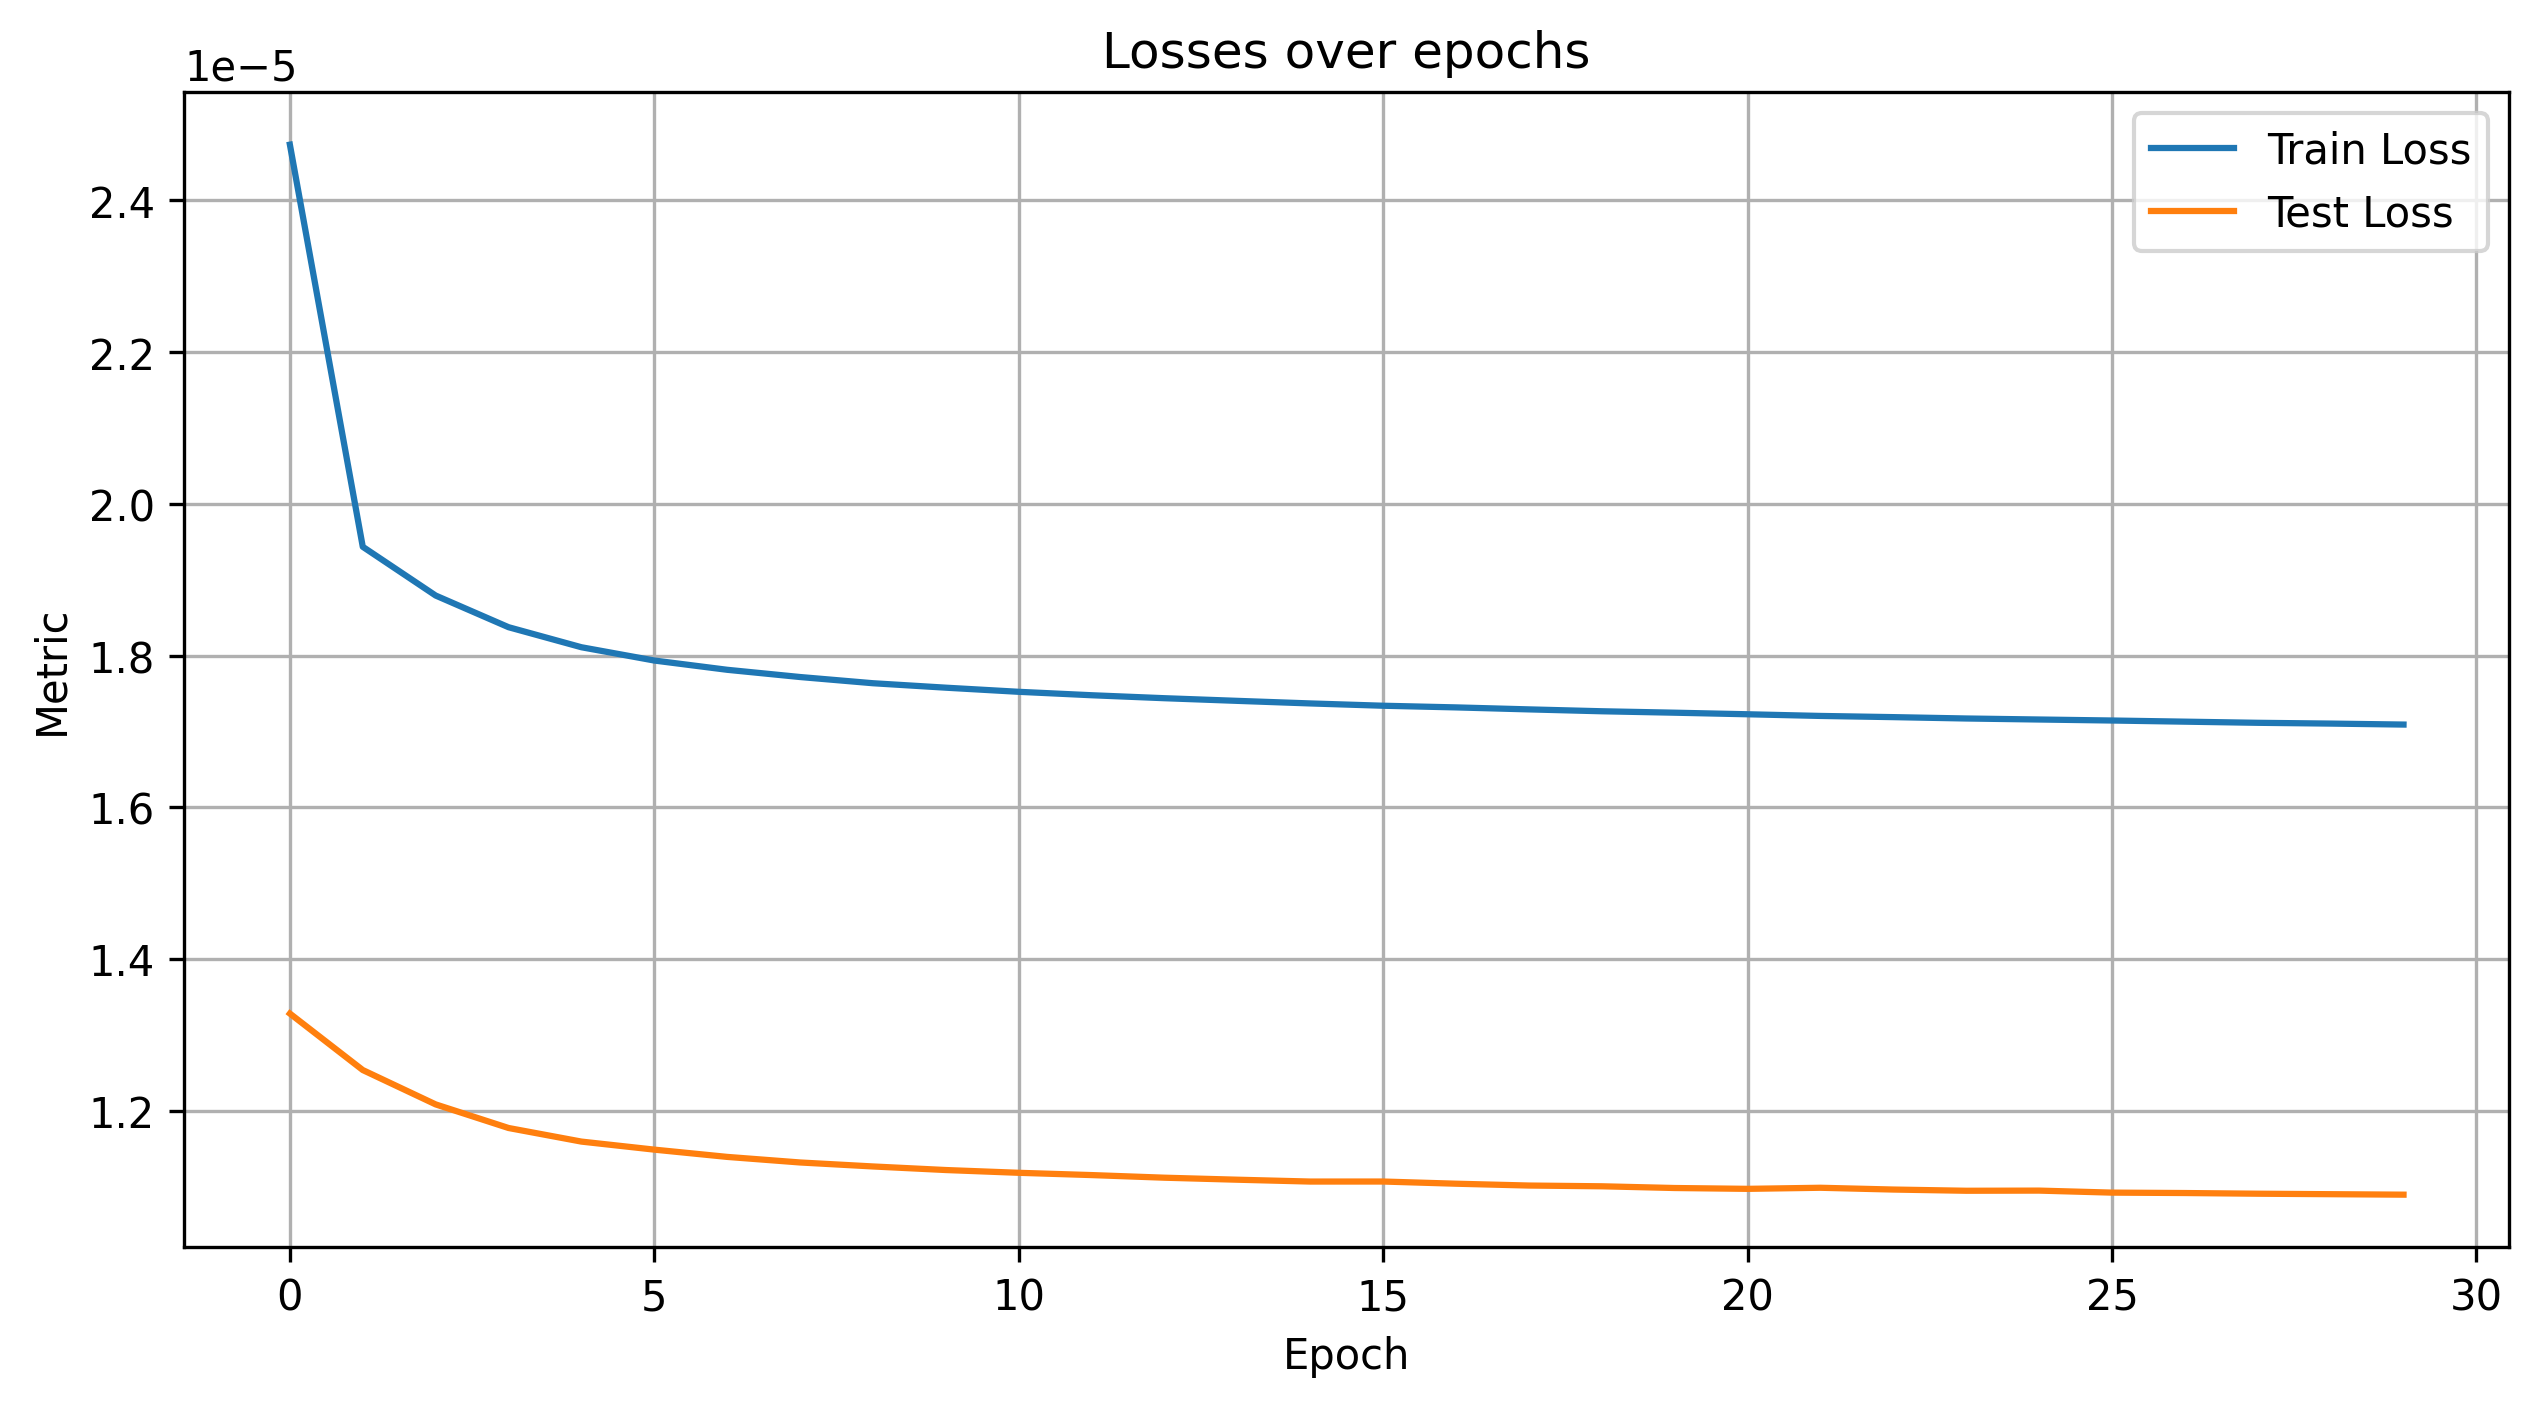 Losses over epochs
1e−5
Train Loss
Test Loss
2.4
2.2
2.0
1.8
1.6
1.4
1.2
Metric
0 5 10 15 20 25 30
Epoch